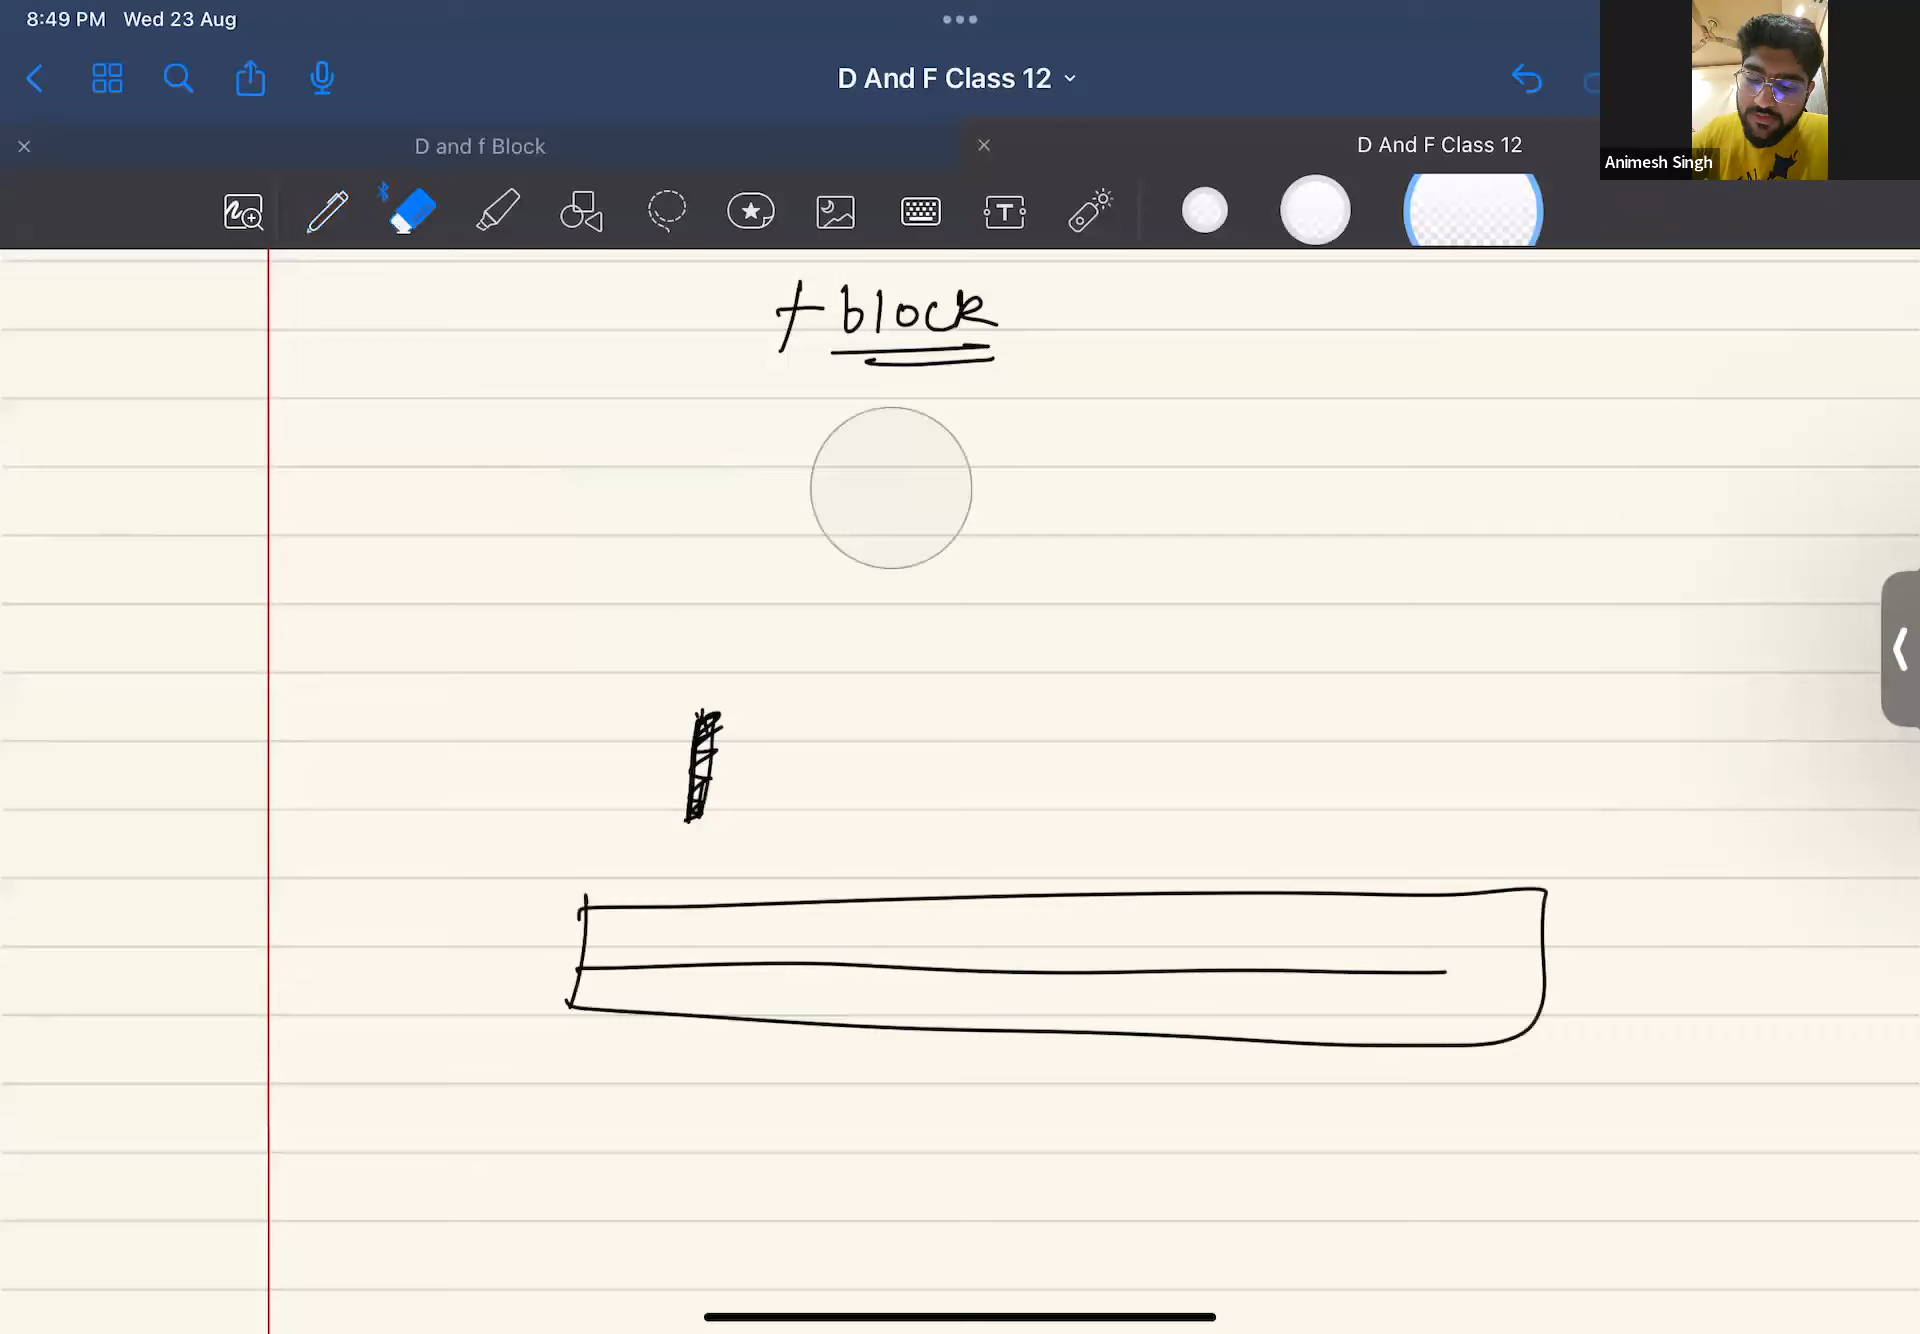 8:49 PM Wed 23 Aug
D And F Class 12
D and f Block
D And F Class 12
Animesh Singh
f block